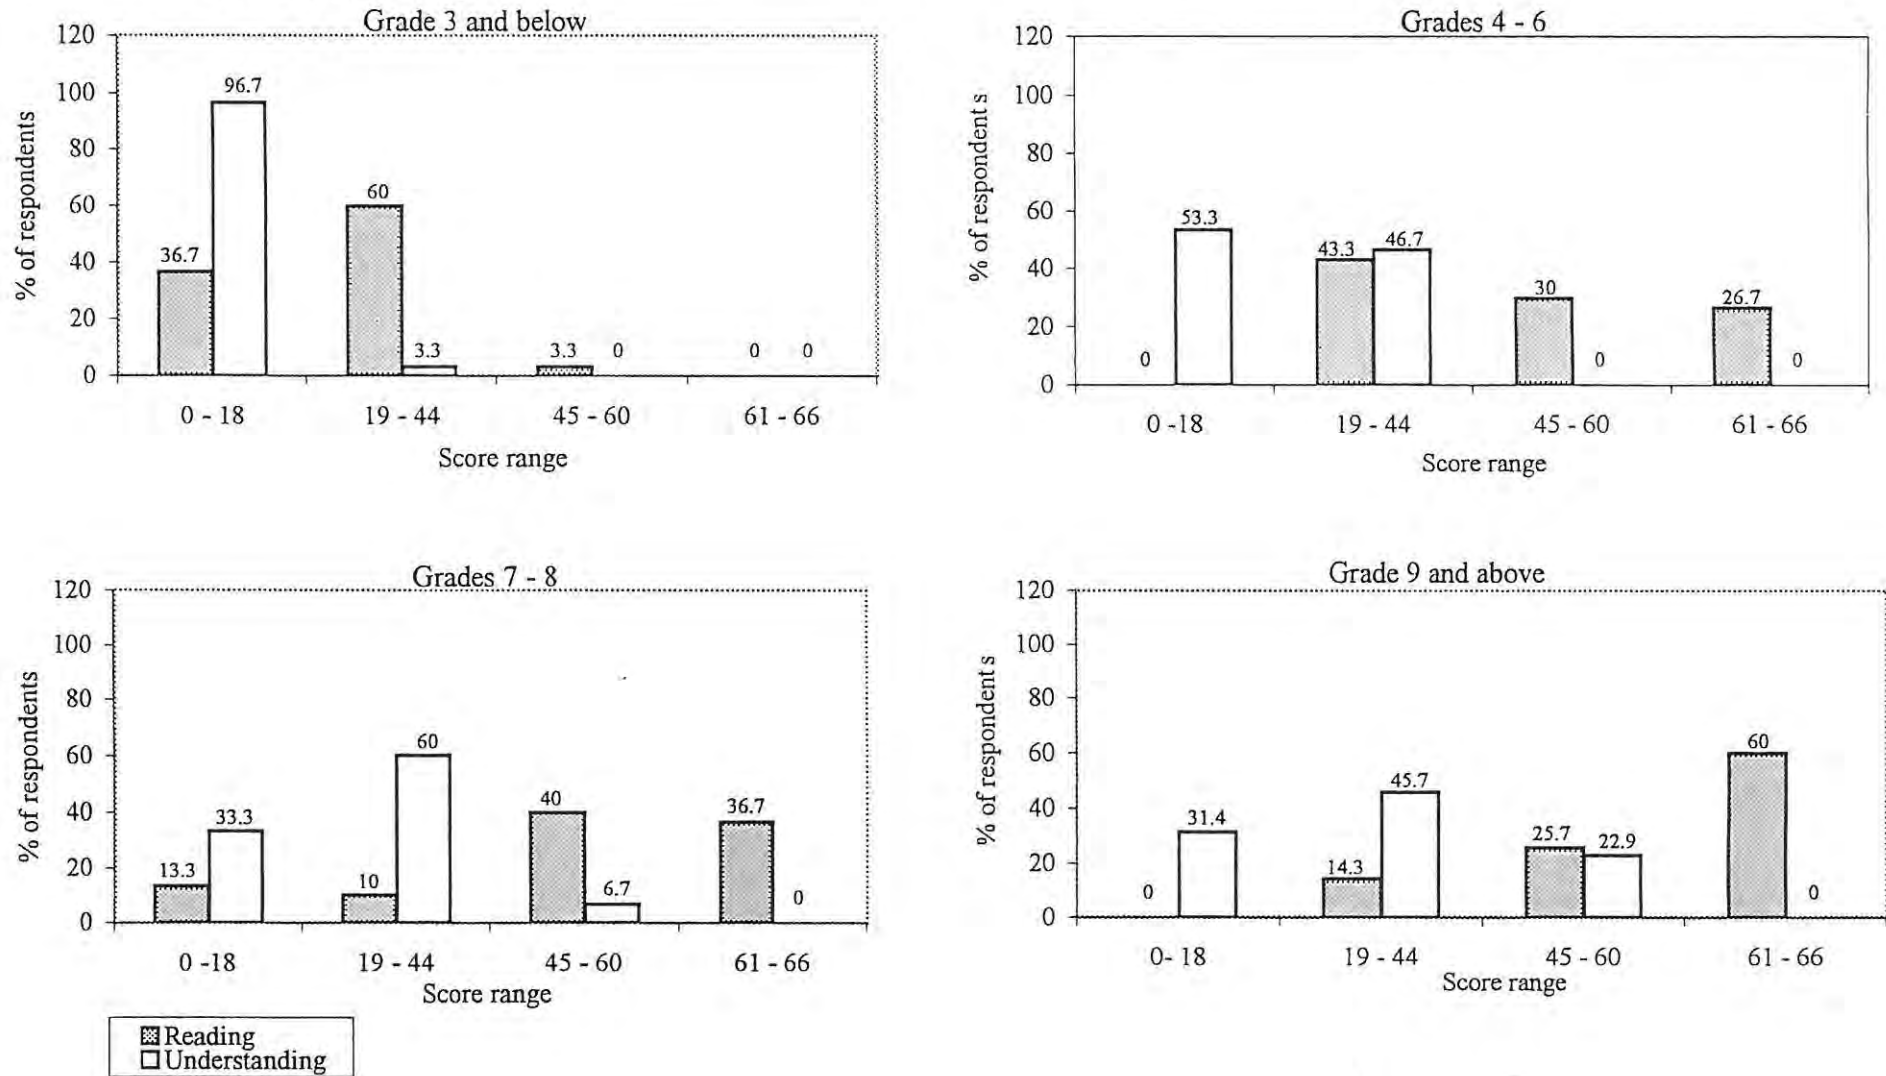 Grade 3 and below
120
100
80
60
40
20
0
% of respondents
36.7
96.7
60
3.3
3.3
0
0
0
0 - 18
19 - 44
45 - 60
61 - 66
Score range
Grades 4 - 6
120
100
80
60
40
20
0
% of respondents
0
53.3
43.3
46.7
30
0
26.7
0
0 -18
19 - 44
45 - 60
61 - 66
Score range
Grades 7 - 8
120
100
80
60
40
20
0
% of respondents
13.3
33.3
10
60
40
6.7
36.7
0
0 -18
19 - 44
45 - 60
61 - 66
Score range
Grade 9 and above
120
100
80
60
40
20
0
% of respondents
0
31.4
14.3
45.7
25.7
22.9
60
0
0- 18
19 - 44
45 - 60
61 - 66
Score range
Reading
Understanding